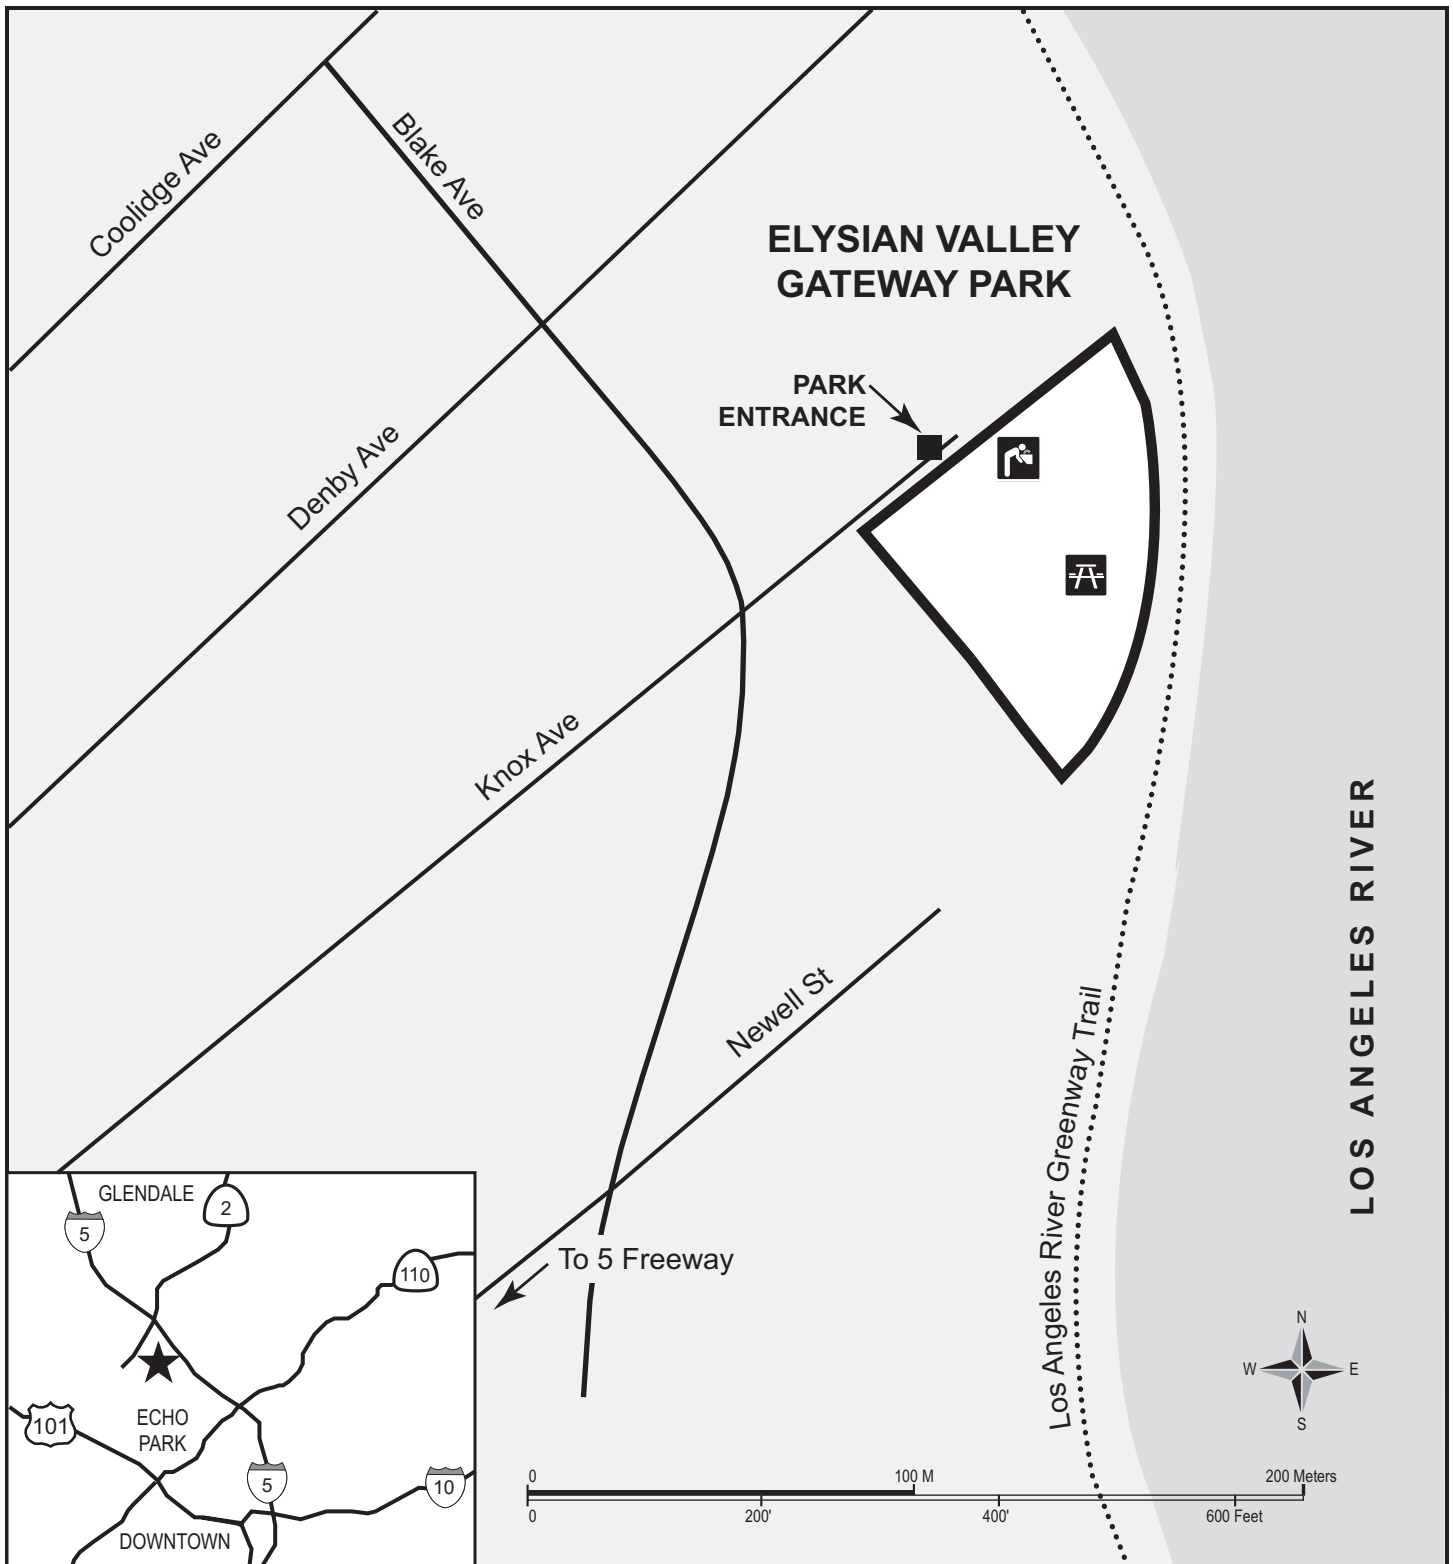 Coolidge Ave
Blake Ave
ELYSIAN VALLEY
GATEWAY PARK
PARK
ENTRANCE
Denby Ave
Knox Ave
Newell St
To 5 Freeway
Los Angeles River Greenway Trail
LOS ANGELES RIVER
N
W
E
S
0
100 M
200 Meters
0
200'
400'
600 Feet
GLENDALE
5
2
110
101
ECHO
PARK
5
10
DOWNTOWN